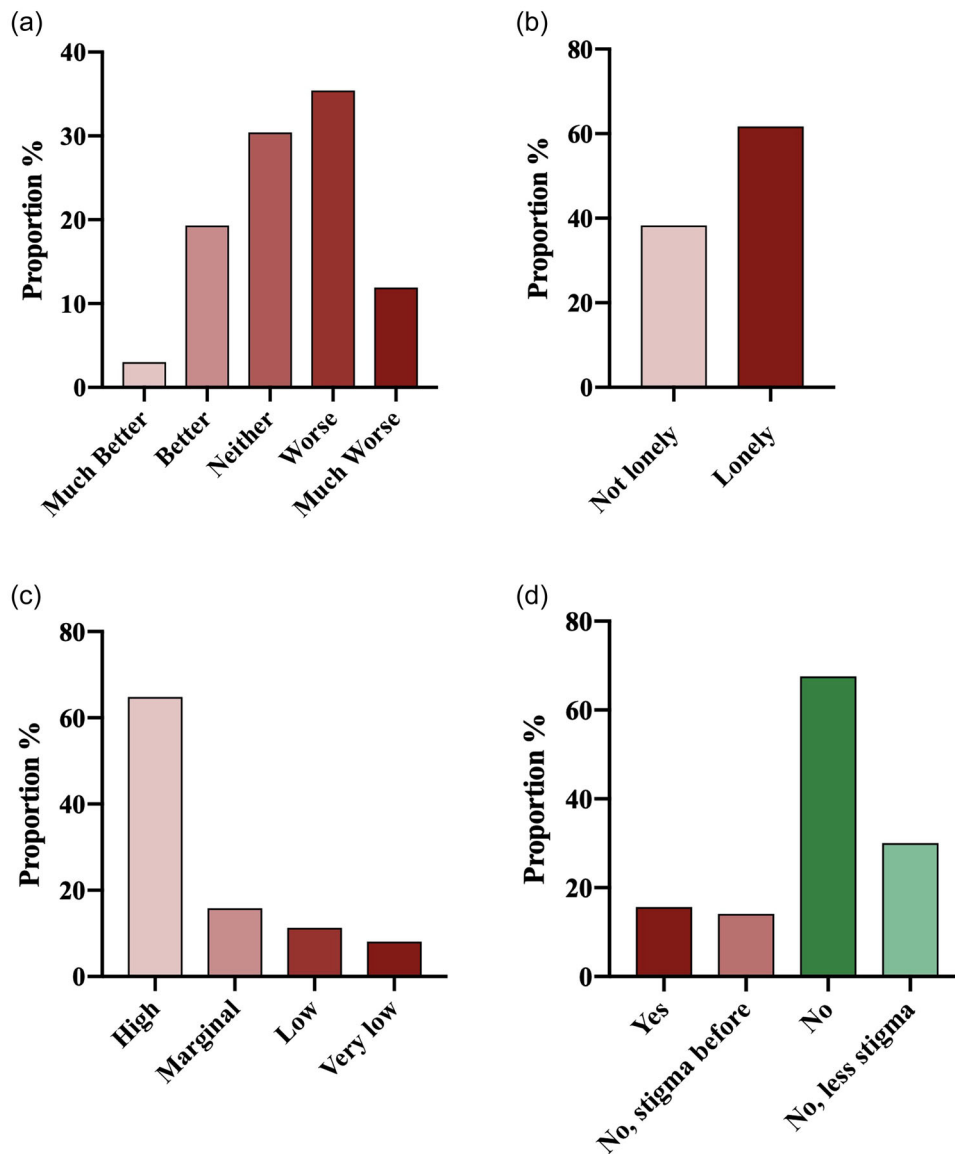 (a)
Proportion %
40
30
20
10
0
Much Better
Better
Neither
Worse
Much Worse
(b)
Proportion %
80
60
40
20
0
Not lonely
Lonely
(c)
Proportion %
80
60
40
20
0
High
Marginal
Low
Very low
(d)
Proportion %
80
60
40
20
0
Yes
No, stigma before
No
No, less stigma